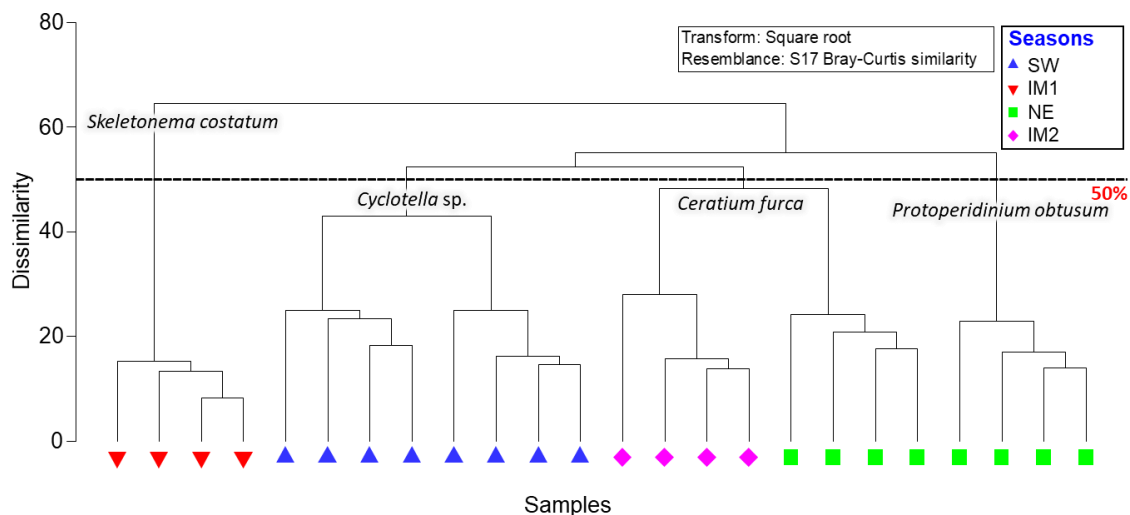 80
Transform: Square root
Resemblance: S17 Bray-Curtis similarity
Seasons
SW
IM1
NE
IM2
Skeletonema costatum
60
50%
Cyclotella sp.
Ceratium furca
Protoperidinium obtusum
Dissimilarity
40
20
0
Samples